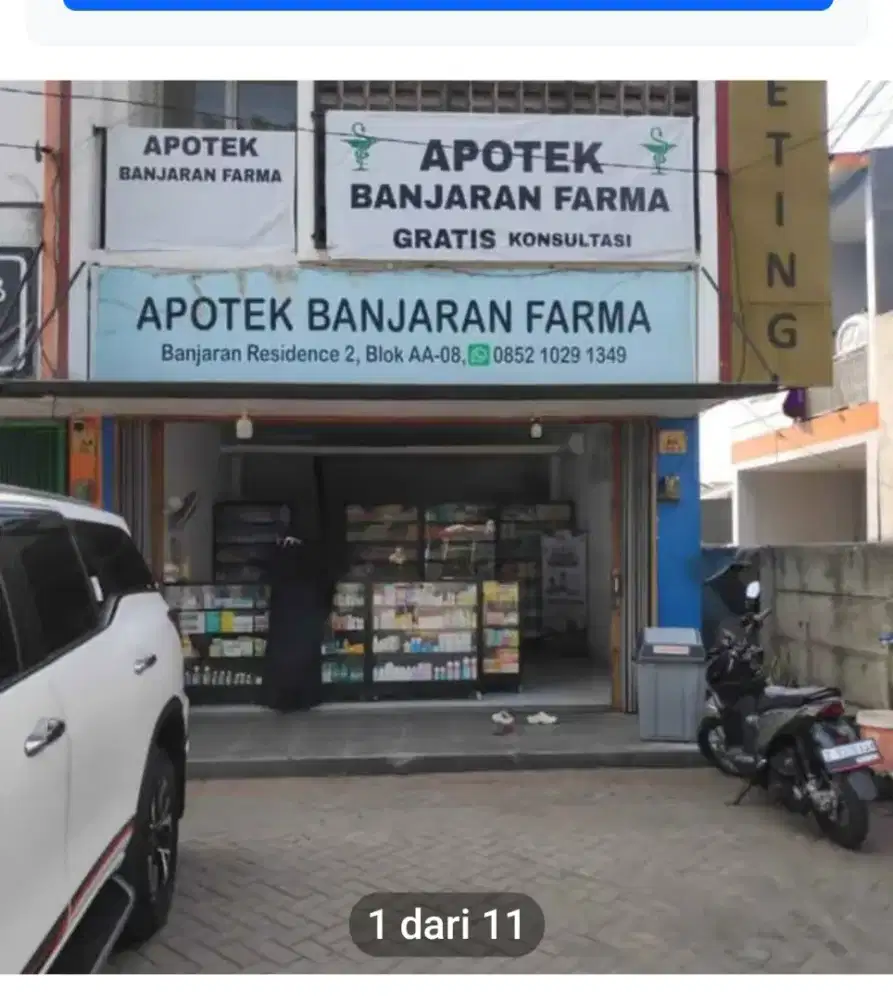 APOTEK
BANJARAN FARMA
APOTEK
BANJARAN FARMA
GRATIS KONSULTASI
APOTEK BANJARAN FARMA
Banjaran Residence 2, Blok AA-08, 0852 1029 1349
ETING
1 dari 11